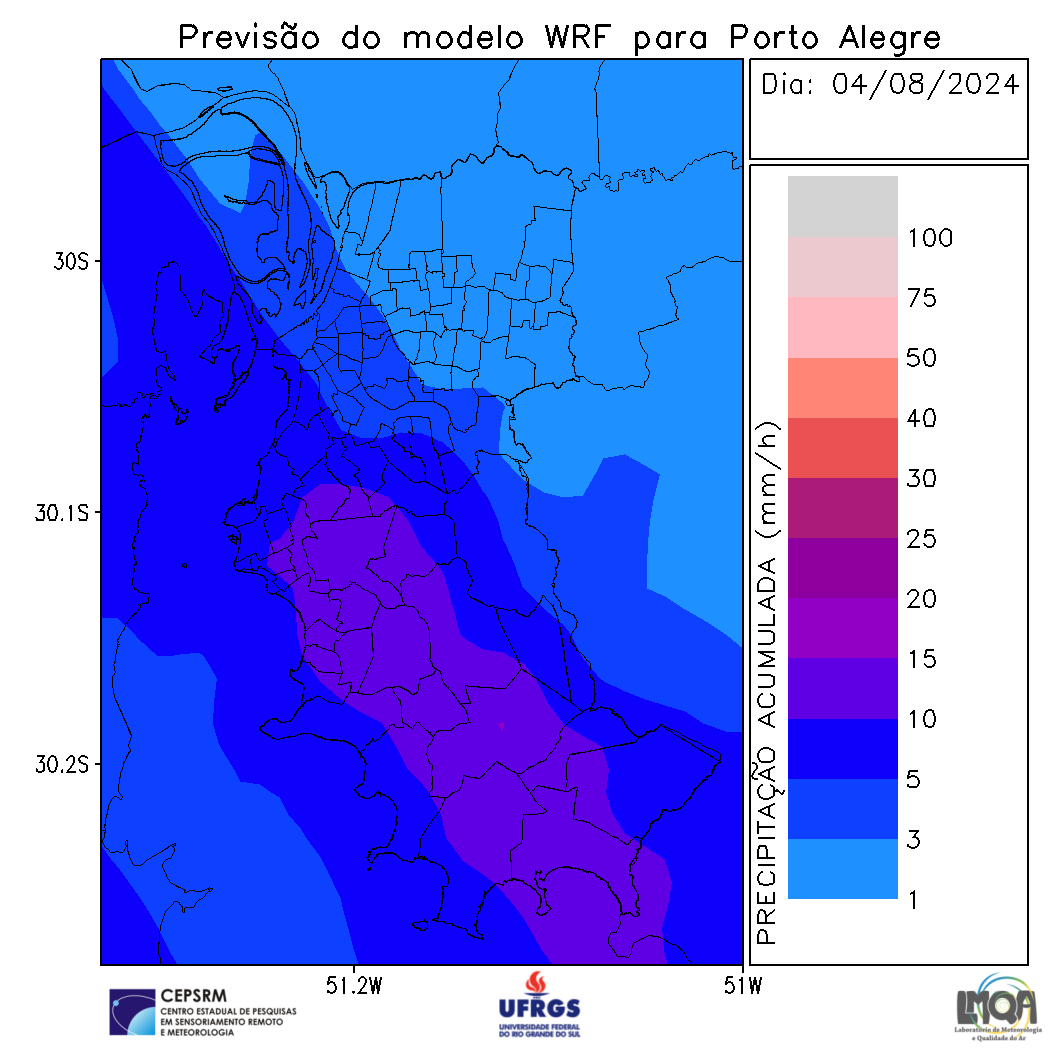 Previsão do modelo WRF para Porto Alegre
Dia: 04/08/2024
30S
30.1S
30.2S
51.2W
51W
PRECIPITAÇÃO ACUMULADA (mm/h)
100
75
50
40
30
25
20
15
10
5
3
1
CEPSRM
CENTRO ESTADUAL DE PESQUISAS
EM SENSORIAMENTO REMOTO
E METEOROLOGIA
UFRGS
UNIVERSIDADE FEDERAL
DO RIO GRANDE DO SUL
LMQA
Laboratório de Meteorologia
e Qualidade do Ar